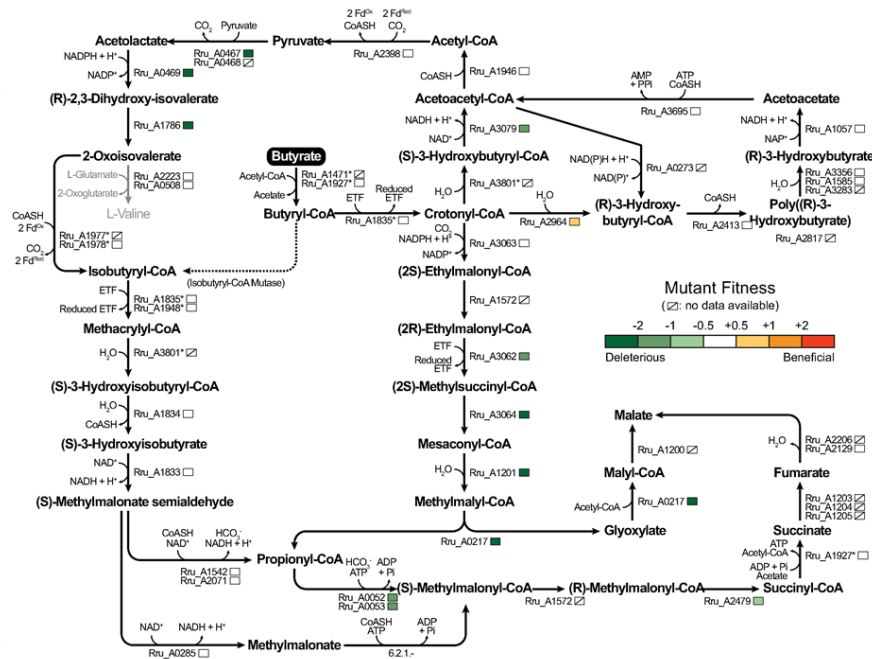 CO₂ Pyruvate
2 Fdᴼˣ 2 Fdᴿᵉᵈ
CoASH CO₂
Acetolactate
Pyruvate
Acetyl-CoA
Rru_A0467
Rru_A0468
Rru_A2398
NADPH + H⁺
NADP⁺
Rru_A0469
CoASH
Rru_A1946
AMP
+ PPi
ATP
CoASH
(R)-2,3-Dihydroxy-isovalerate
Acetoacetyl-CoA
Acetoacetate
Rru_A3695
Rru_A1786
NADH + H⁺
NAD⁺
Rru_A3079
NADH + H⁺
NAP⁺
Rru_A1057
2-Oxoisovalerate
Butyrate
(S)-3-Hydroxybutyryl-CoA
NAD(P)H + H⁺
NAD(P)⁺
Rru_A0273
(R)-3-Hydroxybutyrate
L-Glutamate
2-Oxoglutarate
Rru_A2223
Rru_A0508
Acetyl-CoA
Acetate
Rru_A1471*
Rru_A1927*
H₂O
Rru_A3801*
H₂O
Rru_A3356
Rru_A1585
Rru_A3283
L-Valine
ETF
Reduced
ETF
H₂O
CoASH
CoASH
2 Fdᴼˣ
Butyryl-CoA
Crotonyl-CoA
(R)-3-Hydroxy-
butyryl-CoA
Poly((R)-3-
Hydroxybutyrate)
Rru_A1835*
Rru_A2964
Rru_A2413
Rru_A2817
Rru_A1977*
Rru_A1978*
CO₂
2 Fdᴿᵉᵈ
CO₂
NADPH + H⁺
NADP⁺
Rru_A3063
Isobutyryl-CoA
(Isobutyryl-CoA Mutase)
(2S)-Ethylmalonyl-CoA
ETF
Reduced ETF
Rru_A1835*
Rru_A1948*
Rru_A1572
Mutant Fitness
(: no data available)
Methacrylyl-CoA
(2R)-Ethylmalonyl-CoA
-2 -1 -0.5 +0.5 +1 +2
Deleterious Beneficial
H₂O
Rru_A3801*
ETF
Reduced
ETF
Rru_A3062
(S)-3-Hydroxyisobutyryl-CoA
(2S)-Methylsuccinyl-CoA
H₂O
CoASH
Rru_A1834
Rru_A3064
Malate
(S)-3-Hydroxyisobutyrate
Mesaconyl-CoA
Rru_A1200
H₂O
Rru_A2206
Rru_A2129
NAD⁺
NADH + H⁺
Rru_A1833
H₂O
Rru_A1201
Malyl-CoA
Fumarate
(S)-Methylmalonate semialdehyde
Methylmalyl-CoA
Acetyl-CoA
Rru_A0217
Rru_A1203
Rru_A1204
Rru_A1205
CoASH
NAD⁺
HCO₃⁻
NADH + H⁺
Rru_A0217
Glyoxylate
Succinate
Propionyl-CoA
Rru_A1542
Rru_A2071
HCO₃⁻
ATP
ADP
+ Pi
ATP
Acetyl-CoA
ADP + Pi
Acetate
Rru_A1927*
Rru_A0052
Rru_A0053
(S)-Methylmalonyl-CoA
Rru_A1572
(R)-Methylmalonyl-CoA
Rru_A2479
Succinyl-CoA
NAD⁺
NADH + H⁺
Rru_A0285
Methylmalonate
CoASH
ATP
ADP
+ Pi
6.2.1.-